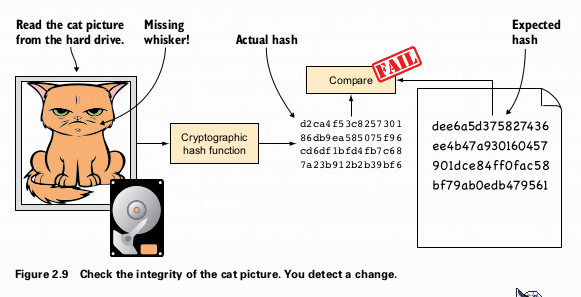 Read the cat picture
from the hard drive.
Missing
whisker!
Actual hash
Expected
hash
FAIL
Compare
Cryptographic
hash function
d2ca4f53c8257301
86db9ea585075f96
cd6df1bfd4fb7c68
7a23b912b2b39bf6
dee6a5d375827436
ee4b47a930160457
901dce84ff0fac58
bf79ab0edb479561
Figure 2.9 Check the integrity of the cat picture. You detect a change.